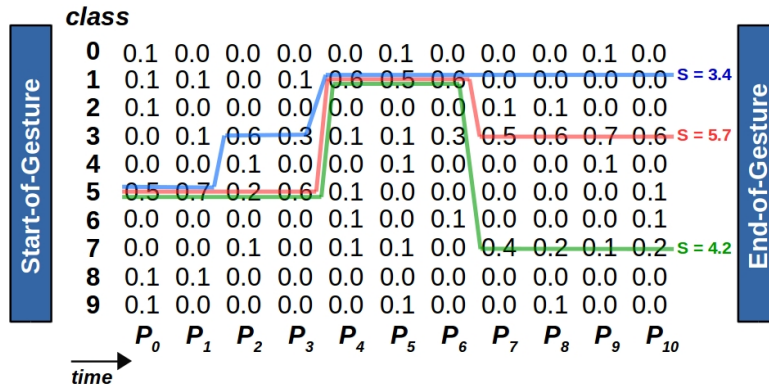 class
0 0.1 0.0 0.0 0.0 0.0 0.1 0.0 0.0 0.0 0.1 0.0
1 0.1 0.1 0.0 0.1 0.6 0.5 0.6 0.0 0.0 0.0 0.0 S = 3.4
2 0.1 0.0 0.0 0.0 0.0 0.0 0.0 0.1 0.1 0.0 0.0
3 0.0 0.1 0.6 0.3 0.1 0.1 0.3 0.5 0.6 0.7 0.6 S = 5.7
4 0.0 0.0 0.1 0.0 0.0 0.1 0.0 0.0 0.0 0.1 0.0
5 0.5 0.7 0.2 0.6 0.1 0.0 0.0 0.0 0.0 0.0 0.1
6 0.0 0.0 0.0 0.0 0.1 0.0 0.1 0.0 0.0 0.0 0.1
7 0.0 0.0 0.1 0.0 0.1 0.1 0.0 0.4 0.2 0.1 0.2 S = 4.2
8 0.1 0.1 0.0 0.0 0.0 0.0 0.0 0.0 0.0 0.0 0.0
9 0.1 0.0 0.0 0.0 0.0 0.1 0.0 0.0 0.1 0.0 0.0
P0 P1 P2 P3 P4 P5 P6 P7 P8 P9 P10
time
Start-of-Gesture
End-of-Gesture